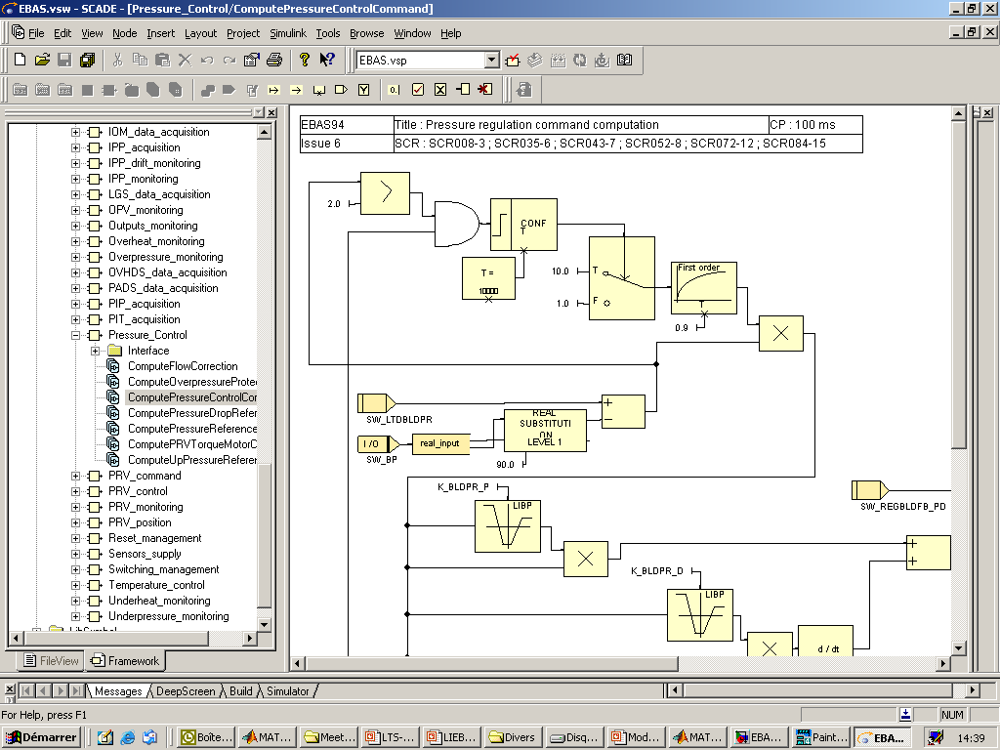 EBAS.vsw - SCADE - [Pressure_Control/ComputePressureControlCommand]
File Edit View Node Insert Layout Project Simulink Tools Browse Window Help
EBAS.vsp
IOM_data_acquisition
IPP_acquisition
IPP_drift_monitoring
IPP_monitoring
LGS_data_acquisition
OPV_monitoring
Outputs_monitoring
Overheat_monitoring
Overpressure_monitoring
OVHDS_data_acquisition
PADS_data_acquisition
PIP_acquisition
PIT_acquisition
Pressure_Control
Interface
ComputeFlowCorrection
ComputeOverpressureProte
ComputePressureControlCor
ComputePressureDropRefer
ComputePressureReference
ComputePRVTorqueMotorC
ComputeUpPressureReferer
PRV_command
PRV_control
PRV_monitoring
PRV_position
Reset_management
Sensors_supply
Switching_management
Temperature_control
Underheat_monitoring
Underpressure_monitoring
FileView Framework
EBAS94 Title : Pressure regulation command computation CP : 100 ms
Issue 6 SCR : SCR008-3 ; SCR035-6 ; SCR043-7 ; SCR052-8 ; SCR072-12 ; SCR084-15
2.0
CONF
T
T =
10000
10.0 T
1.0 F
First order
T
0.9
SW_LTDBLDPR
I / O
real_input
SW_BP
REAL
SUBSTITUTI
ON
LEVEL 1
90.0
K_BLDPR_P
LIBP
SW_REGBLDFB_PD
K_BLDPR_D
LIBP
d / dt
Messages DeepScreen Build Simulator
For Help, press F1
NUM
Démarrer Boîte... MAT... Meet... LTS-... LIEB... Divers Disq... Mod... MAT... EBA... Paint... EBA... 14:39